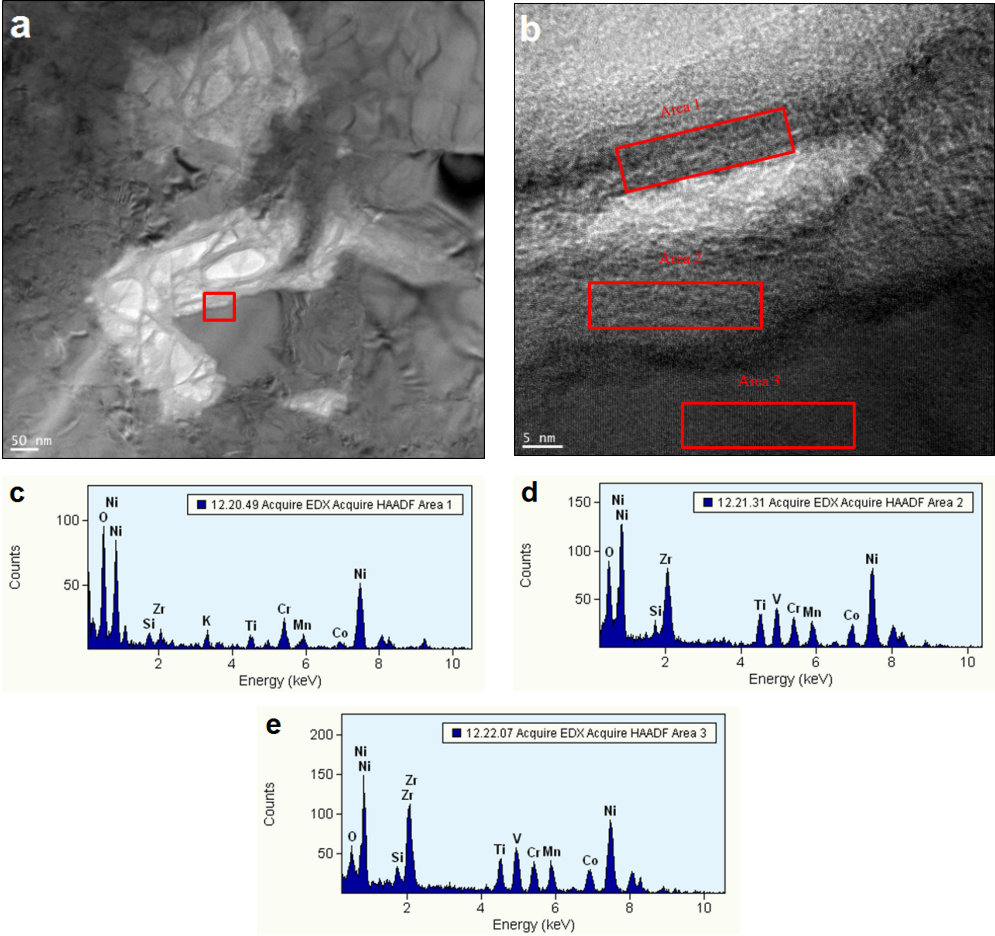 a
50 nm
b
Area 1
Area 2
Area 3
5 nm
c
12.20.49 Acquire EDX Acquire HAADF Area 1
Counts
100
50
O
Ni
Ni
Si
Zr
K
Ti
Cr
Mn
Co
Ni
2 4 6 8 10
Energy (keV)
d
12.21.31 Acquire EDX Acquire HAADF Area 2
Counts
150
100
50
O
Ni
Ni
Si
Zr
Ti
V
Cr
Mn
Co
Ni
2 4 6 8 10
Energy (keV)
e
12.22.07 Acquire EDX Acquire HAADF Area 3
Counts
200
150
100
50
O
Ni
Ni
Si
Zr
Zr
Ti
V
Cr
Mn
Co
Ni
2 4 6 8 10
Energy (keV)